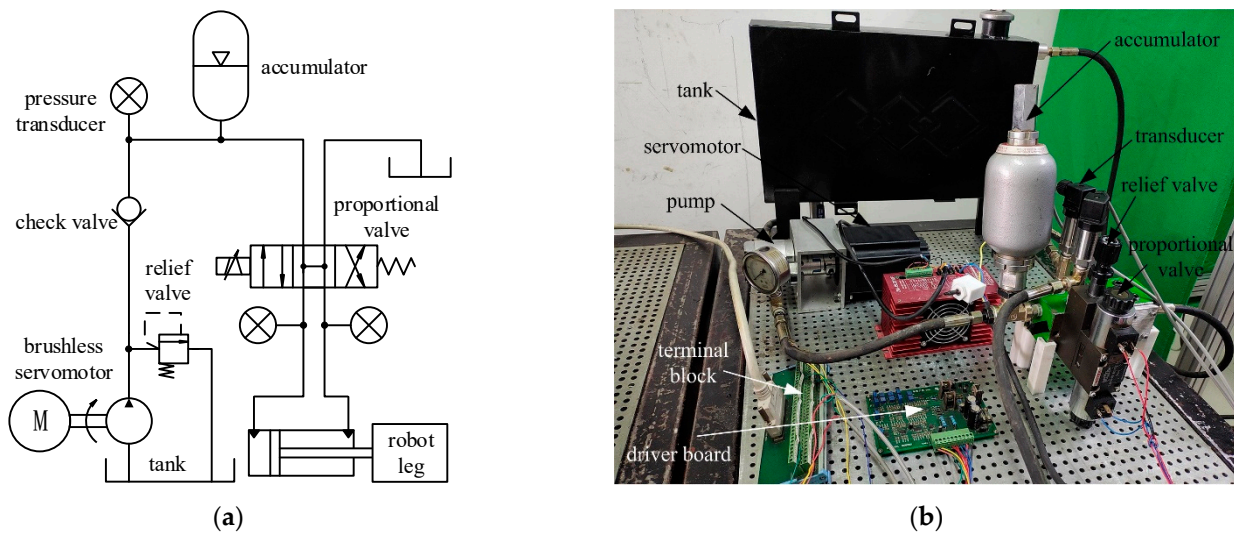 accumulator
pressure
transducer
check valve
proportional
valve
relief
valve
brushless
servomotor
M
tank
robot
leg
(a)
accumulator
tank
transducer
servomotor
relief valve
pump
proportional
valve
terminal
block
driver board
(b)